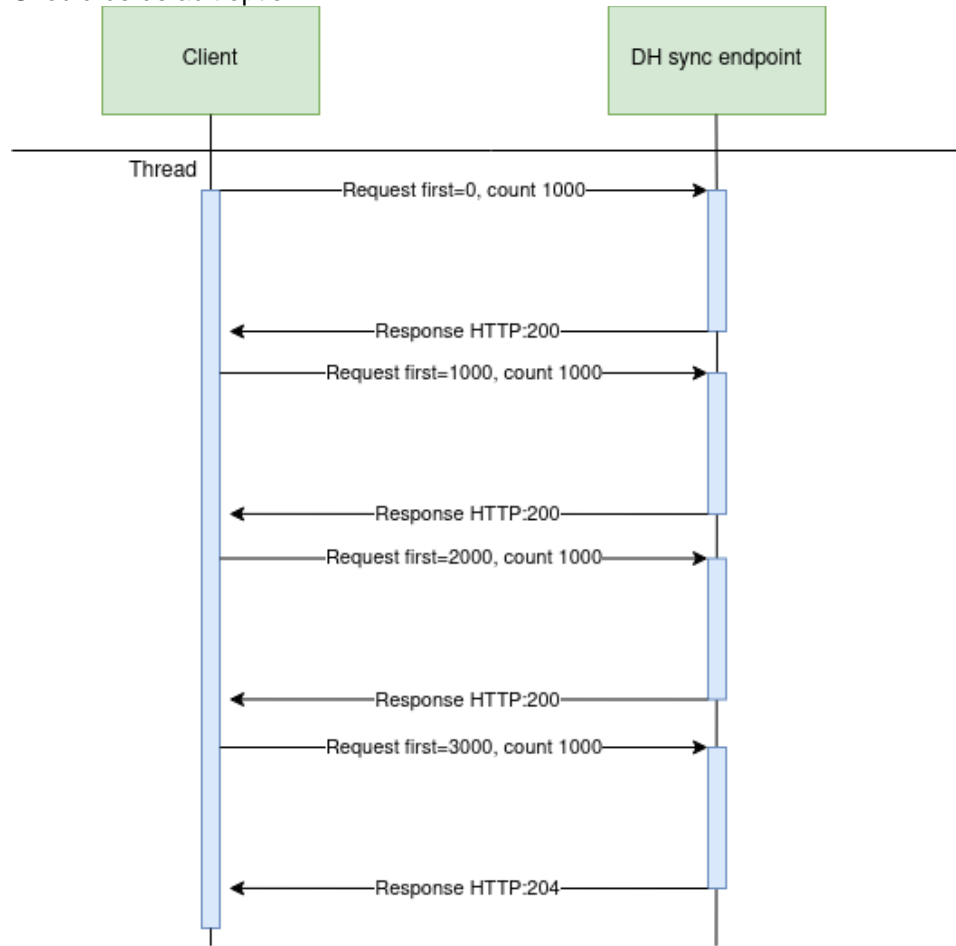 Client
DH sync endpoint
Thread
Request first=0, count 1000
Response HTTP:200
Request first=1000, count 1000
Response HTTP:200
Request first=2000, count 1000
Response HTTP:200
Request first=3000, count 1000
Response HTTP:204